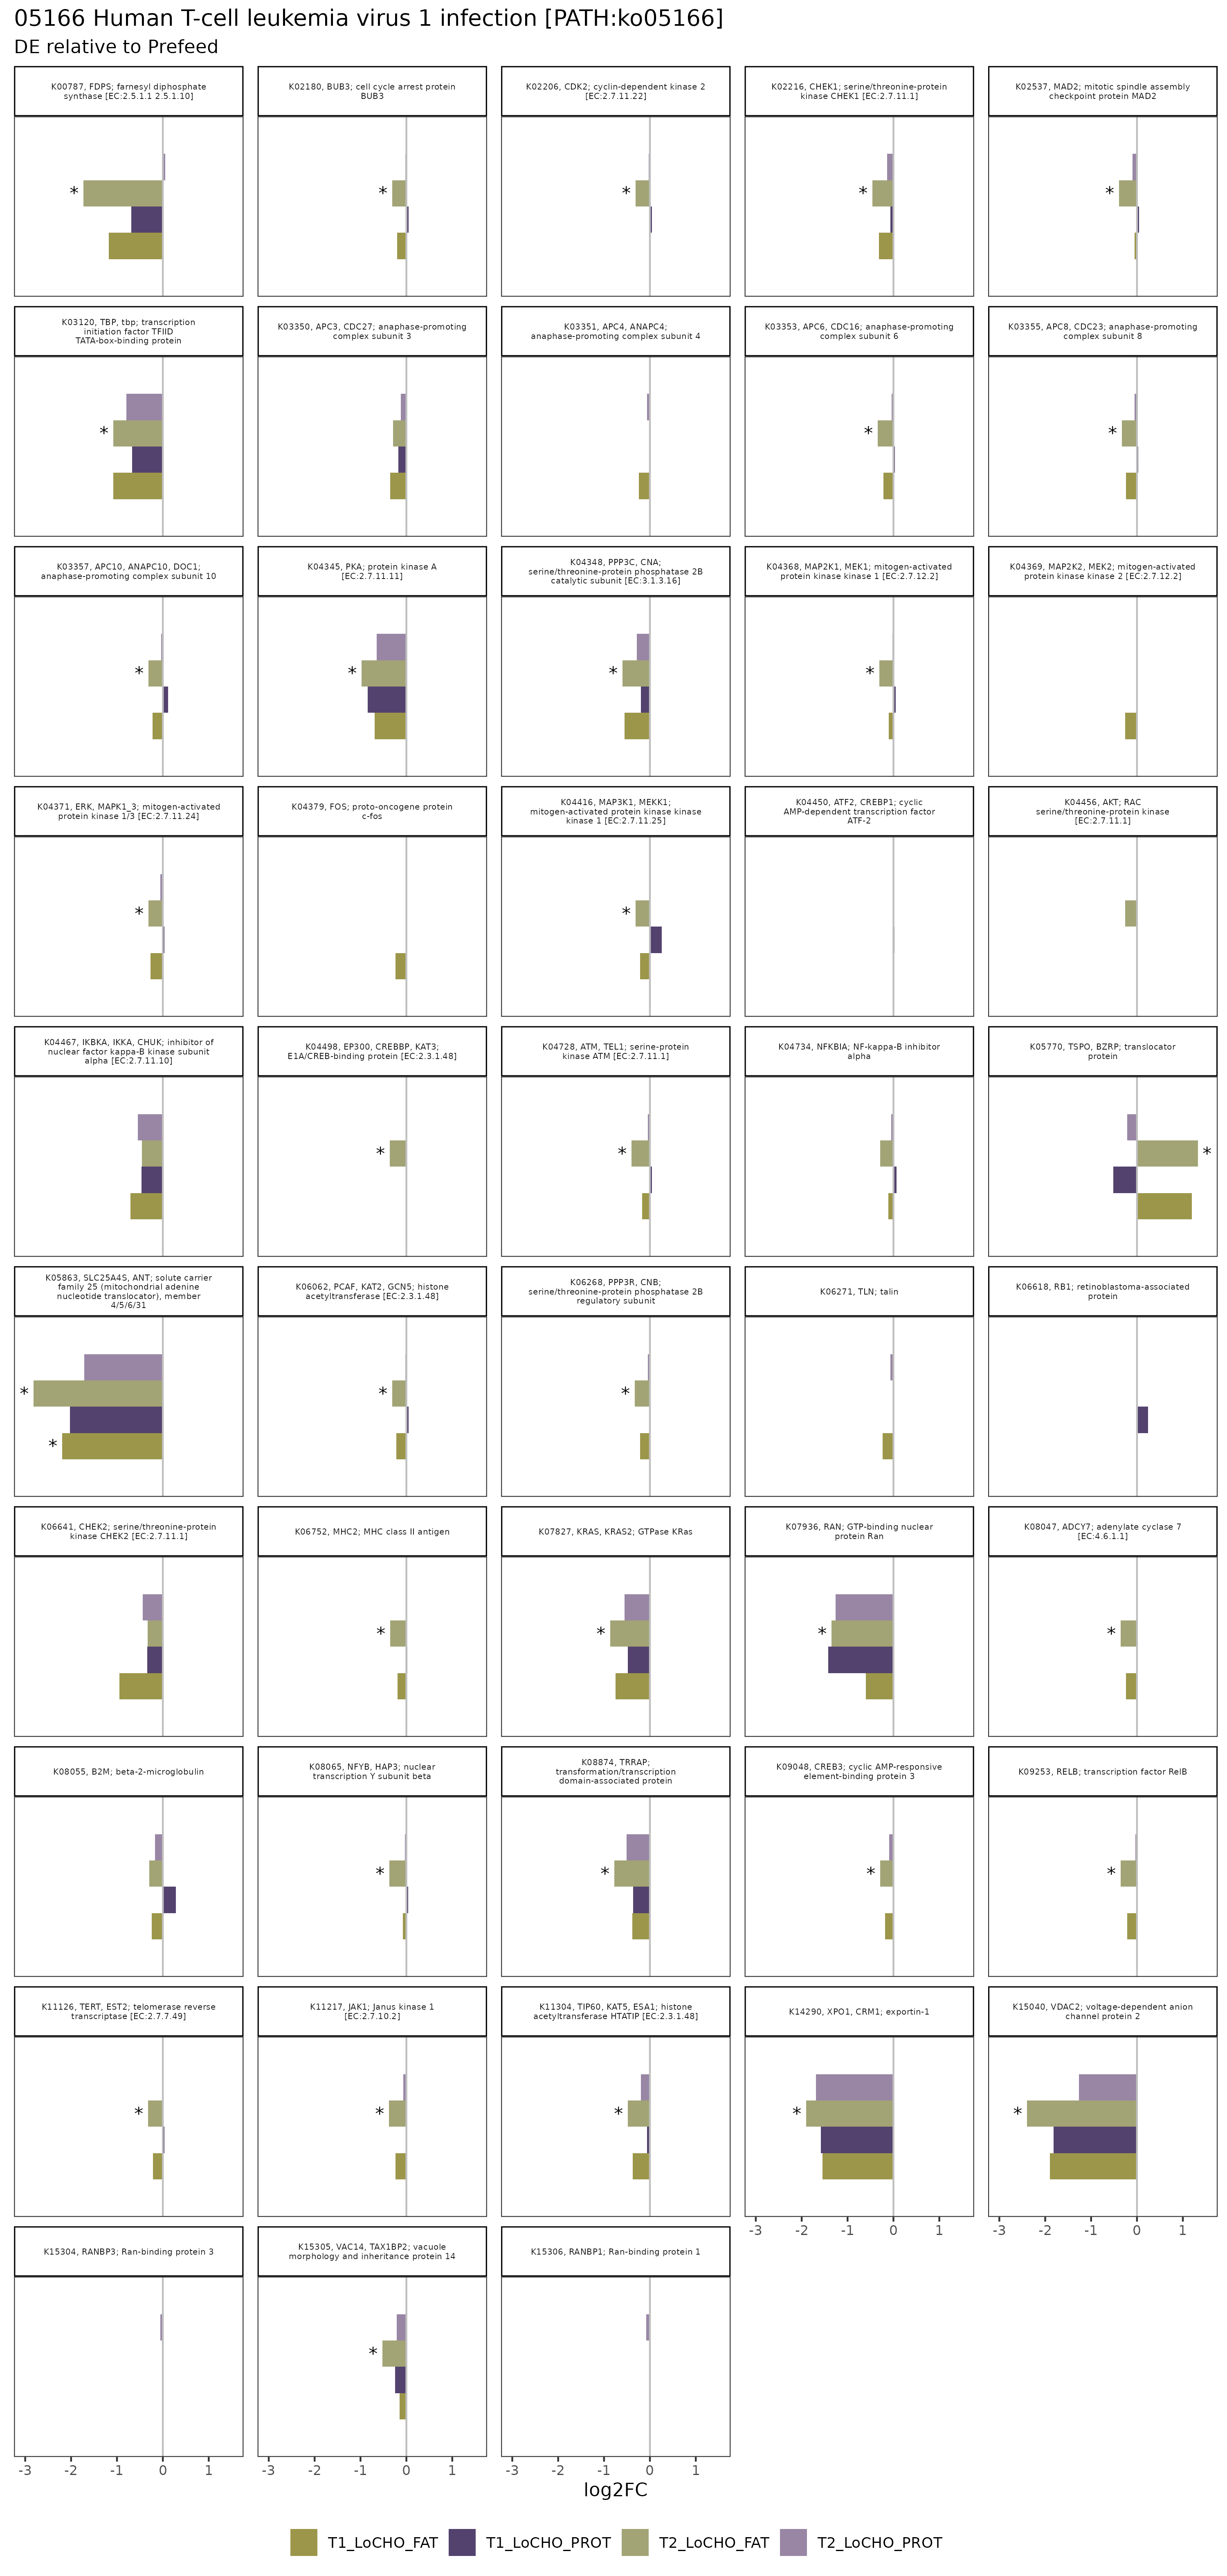 05166 Human T-cell leukemia virus 1 infection [PATH:ko05166]
DE relative to Prefeed
K00787, FDPS; farnesyl diphosphate
synthase [EC:2.5.1.1 2.5.1.10]
K02180, BUB3; cell cycle arrest protein
BUB3
K02206, CDK2; cyclin-dependent kinase 2
[EC:2.7.11.22]
K02216, CHEK1; serine/threonine-protein
kinase CHEK1 [EC:2.7.11.1]
K02537, MAD2; mitotic spindle assembly
checkpoint protein MAD2
*
*
*
*
*
K03120, TBP, tbp; transcription
initiation factor TFIID
TATA-box-binding protein
K03350, APC3, CDC27; anaphase-promoting
complex subunit 3
K03351, APC4, ANAPC4;
anaphase-promoting complex subunit 4
K03353, APC6, CDC16; anaphase-promoting
complex subunit 6
K03355, APC8, CDC23; anaphase-promoting
complex subunit 8
*
*
*
K03357, APC10, ANAPC10, DOC1;
anaphase-promoting complex subunit 10
K04345, PKA; protein kinase A
[EC:2.7.11.11]
K04348, PPP3C, CNA;
serine/threonine-protein phosphatase 2B
catalytic subunit [EC:3.1.3.16]
K04368, MAP2K1, MEK1; mitogen-activated
protein kinase kinase 1 [EC:2.7.12.2]
K04369, MAP2K2, MEK2; mitogen-activated
protein kinase kinase 2 [EC:2.7.12.2]
*
*
*
*
K04371, ERK, MAPK1_3; mitogen-activated
protein kinase 1/3 [EC:2.7.11.24]
K04379, FOS; proto-oncogene protein
c-fos
K04416, MAP3K1, MEKK1;
mitogen-activated protein kinase kinase
kinase 1 [EC:2.7.11.25]
K04450, ATF2, CREBP1; cyclic
AMP-dependent transcription factor
ATF-2
K04456, AKT; RAC
serine/threonine-protein kinase
[EC:2.7.11.1]
*
*
K04467, IKBKA, IKKA, CHUK; inhibitor of
nuclear factor kappa-B kinase subunit
alpha [EC:2.7.11.10]
K04498, EP300, CREBBP, KAT3;
E1A/CREB-binding protein [EC:2.3.1.48]
K04728, ATM, TEL1; serine-protein
kinase ATM [EC:2.7.11.1]
K04734, NFKBIA; NF-kappa-B inhibitor
alpha
K05770, TSPO, BZRP; translocator
protein
*
*
*
K05863, SLC25A4S, ANT; solute carrier
family 25 (mitochondrial adenine
nucleotide translocator), member
4/5/6/31
K06062, PCAF, KAT2, GCN5; histone
acetyltransferase [EC:2.3.1.48]
K06268, PPP3R, CNB;
serine/threonine-protein phosphatase 2B
regulatory subunit
K06271, TLN; talin
K06618, RB1; retinoblastoma-associated
protein
*
*
*
*
K06641, CHEK2; serine/threonine-protein
kinase CHEK2 [EC:2.7.11.1]
K06752, MHC2; MHC class II antigen
K07827, KRAS, KRAS2; GTPase KRas
K07936, RAN; GTP-binding nuclear
protein Ran
K08047, ADCY7; adenylate cyclase 7
[EC:4.6.1.1]
*
*
*
*
K08055, B2M; beta-2-microglobulin
K08065, NFYB, HAP3; nuclear
transcription Y subunit beta
K08874, TRRAP;
transformation/transcription
domain-associated protein
K09048, CREB3; cyclic AMP-responsive
element-binding protein 3
K09253, RELB; transcription factor RelB
*
*
*
*
K11126, TERT, EST2; telomerase reverse
transcriptase [EC:2.7.7.49]
K11217, JAK1; Janus kinase 1
[EC:2.7.10.2]
K11304, TIP60, KAT5, ESA1; histone
acetyltransferase HTATIP [EC:2.3.1.48]
K14290, XPO1, CRM1; exportin-1
K15040, VDAC2; voltage-dependent anion
channel protein 2
*
*
*
*
*
-3 -2 -1 0 1
-3 -2 -1 0 1
K15304, RANBP3; Ran-binding protein 3
K15305, VAC14, TAX1BP2; vacuole
morphology and inheritance protein 14
K15306, RANBP1; Ran-binding protein 1
*
-3 -2 -1 0 1
-3 -2 -1 0 1
-3 -2 -1 0 1
log2FC
T1_LoCHO_FAT T1_LoCHO_PROT T2_LoCHO_FAT T2_LoCHO_PROT